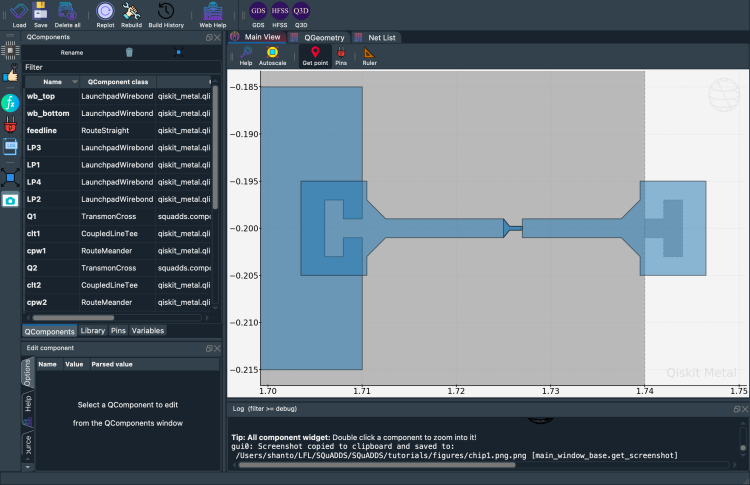 Load
Save
Delete all
Replot
Rebuild
Build History
Web Help
GDS
HFSS
Q3D
GDS
HFSS
Q3D
QComponents
Rename
Filter
Name
QComponent class
wb_top
LaunchpadWirebond
qiskit_metal.qli
wb_bottom
LaunchpadWirebond
qiskit_metal.qli
feedline
RouteStraight
qiskit_metal.qli
LP3
LaunchpadWirebond
qiskit_metal.qli
LP1
LaunchpadWirebond
qiskit_metal.qli
LP4
LaunchpadWirebond
qiskit_metal.qli
LP2
LaunchpadWirebond
qiskit_metal.qli
Q1
TransmonCross
squadds.compo
clt1
CoupledLineTee
qiskit_metal.qli
cpw1
RouteMeander
qiskit_metal.qli
Q2
TransmonCross
squadds.compo
clt2
CoupledLineTee
qiskit_metal.qli
cpw2
RouteMeander
qiskit_metal.qli
QComponents
Library
Pins
Variables
Edit component
Options
Help
ource
Name
Value
Parsed value
Select a QComponent to edit
from the QComponents window
Main View
QGeometry
Net List
Help
Autoscale
Get point
Pins
Ruler
−0.185
−0.190
−0.195
−0.200
−0.205
−0.210
−0.215
1.70
1.71
1.72
1.73
1.74
1.75
Qiskit Metal
Log (filter >= debug)
Tip: All component widget: Double click a component to zoom into it!
gui0: Screenshot copied to clipboard and saved to:
/Users/shanto/LFL/SQuADDS/SQuADDS/tutorials/figures/chip1.png.png [main_window_base.get_screenshot]